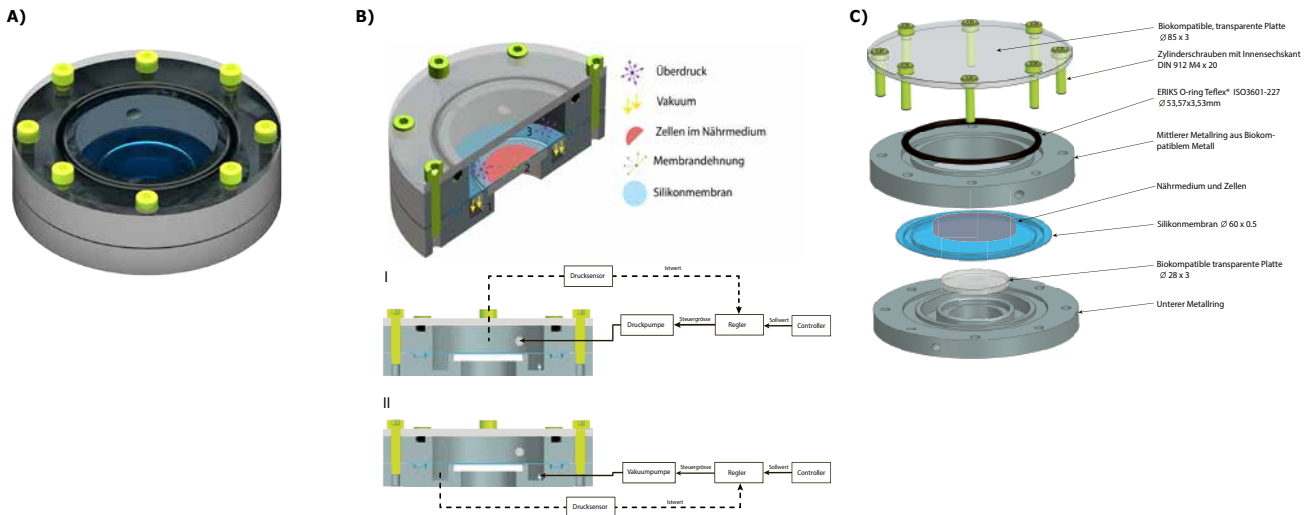 A)
B)
Überdruck
Vakuum
Zellen im Nährmedium
Membrandehnung
Silikonmembran
3
2
1
I
Drucksensor
Istwert
Druckpumpe
Steuergrösse
Regler
Sollwert
Controller
II
Vakuumpumpe
Steuergrösse
Regler
Sollwert
Controller
Drucksensor
Istwert
C)
Biokompatible, transparente Platte
Ø 85 x 3
Zylinderschrauben mit Innensechskant
DIN 912 M4 x 20
ERIKS O-ring Teflex® ISO3601-227
Ø 53,57x3,53mm
Mittlerer Metallring aus Biokom-
patiblem Metall
Nährmedium und Zellen
Silikonmembran Ø 60 x 0.5
Biokompatible transparente Platte
Ø 28 x 3
Unterer Metallring